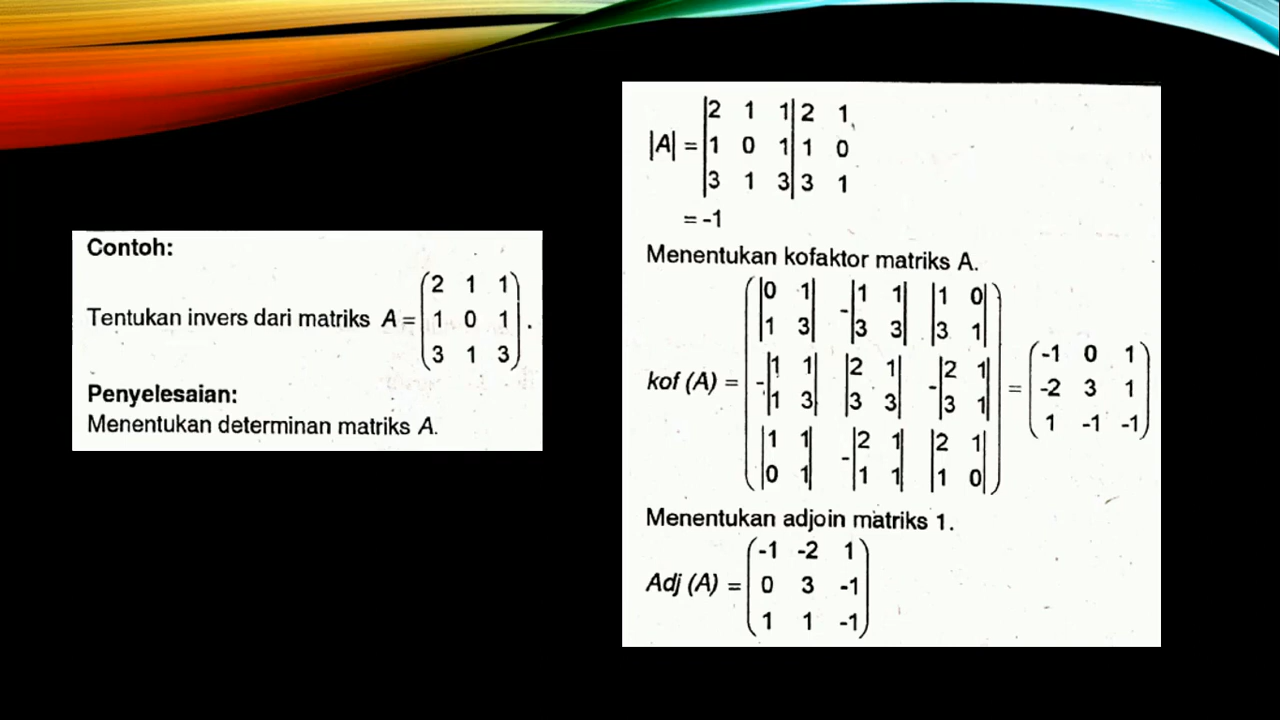 Contoh:
Tentukan invers dari matriks A = (2 1 1
1 0 1
3 1 3).
Penyelesaian:
Menentukan determinan matriks A.
|A| = |2 1 1| 2 1
|1 0 1| 1 0
|3 1 3| 3 1
= -1
Menentukan kofaktor matriks A.
kof (A) = (|0 1| -|1 1| |1 0|
|1 3| |3 3| |3 1|
-|1 1| |2 1| -|2 1|
|1 3| |3 3| |3 1|
|1 1| -|2 1| |2 1|
|0 1| |1 1| |1 0|) = (-1 0 1
-2 3 1
1 -1 -1)
Menentukan adjoin matriks 1.
Adj (A) = (-1 -2 1
0 3 -1
1 1 -1)